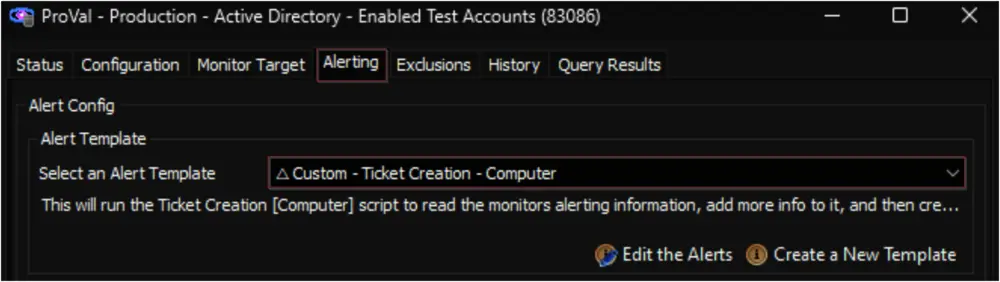 ProVal - Production - Active Directory - Enabled Test Accounts (83086)
Status Configuration Monitor Target Alerting Exclusions History Query Results
Alert Config
Alert Template
Select an Alert Template △ Custom - Ticket Creation - Computer
This will run the Ticket Creation [Computer] script to read the monitors alerting information, add more info to it, and then cre...
Edit the Alerts Create a New Template